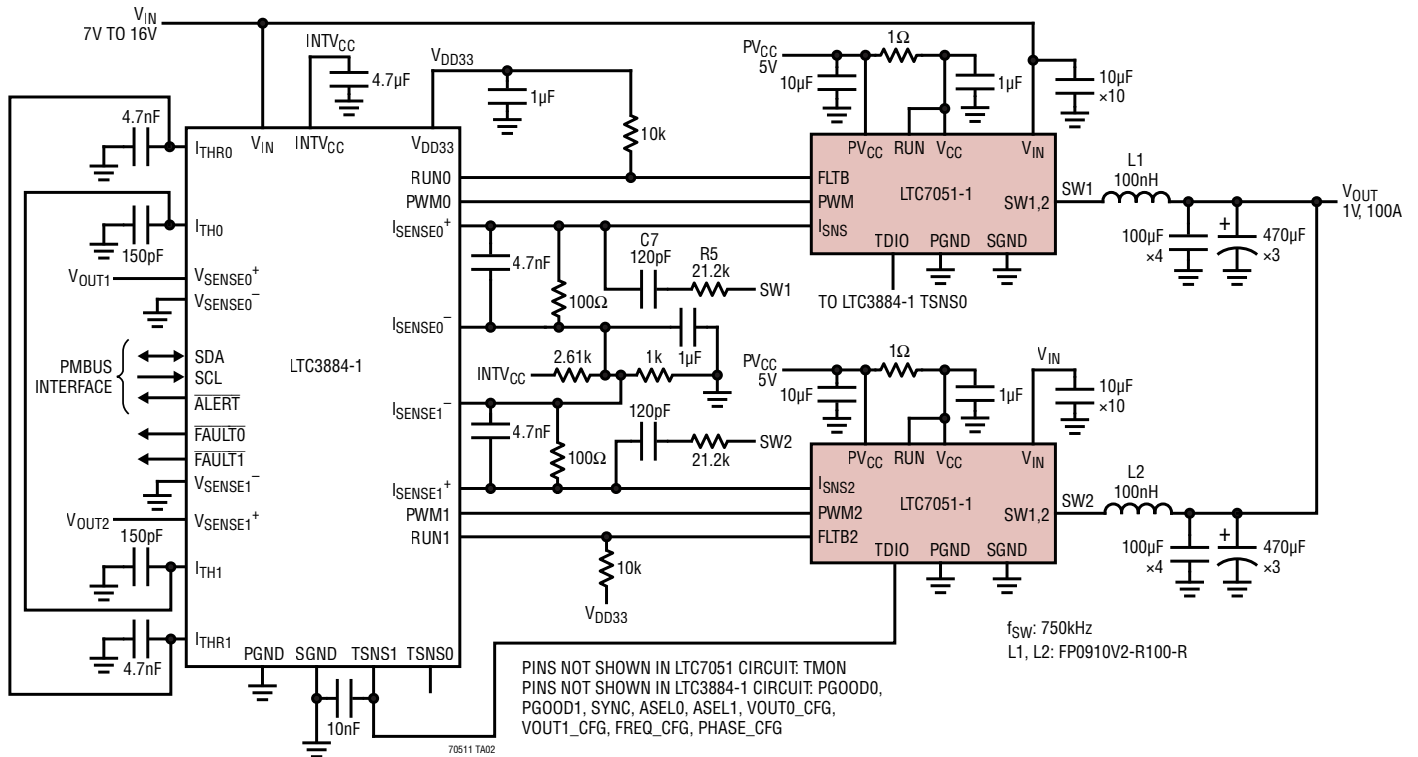 VIN
7V TO 16V
INTVCC
4.7µF
VDD33
1µF
10k
PVCC
5V
10µF
1Ω
1µF
10µF
×10
4.7nF
ITHR0
VIN
INTVCC
VDD33
RUN0
PWM0
ISENSE0+
PVCC
RUN
VCC
VIN
FLTB
PWM
ISNS
LTC7051-1
SW1,2
TDIO
PGND
SGND
SW1
L1
100nH
VOUT
1V, 100A
100µF
×4
+
470µF
×3
150pF
ITH0
VOUT1
VSENSE0+
VSENSE0–
4.7nF
100Ω
C7
120pF
R5
21.2k
SW1
TO LTC3884-1 TSNS0
ISENSE0–
1µF
PMBUS
INTERFACE
SDA
SCL
ALERT
FAULT0
FAULT1
LTC3884-1
INTVCC
2.61k
1k
PVCC
5V
10µF
1Ω
1µF
VIN
10µF
×10
ISENSE1–
4.7nF
100Ω
120pF
21.2k
SW2
VSENSE1–
VOUT2
VSENSE1+
ISENSE1+
PWM1
RUN1
PVCC
RUN
VCC
VIN
ISNS2
PWM2
FLTB2
LTC7051-1
SW1,2
TDIO
PGND
SGND
SW2
L2
100nH
100µF
×4
+
470µF
×3
150pF
ITH1
10k
VDD33
4.7nF
ITHR1
PGND
SGND
TSNS1
TSNS0
10nF
fSW: 750kHz
L1, L2: FP0910V2-R100-R
PINS NOT SHOWN IN LTC7051 CIRCUIT: TMON
PINS NOT SHOWN IN LTC3884-1 CIRCUIT: PGOOD0,
PGOOD1, SYNC, ASEL0, ASEL1, VOUT0_CFG,
VOUT1_CFG, FREQ_CFG, PHASE_CFG
70511 TA02